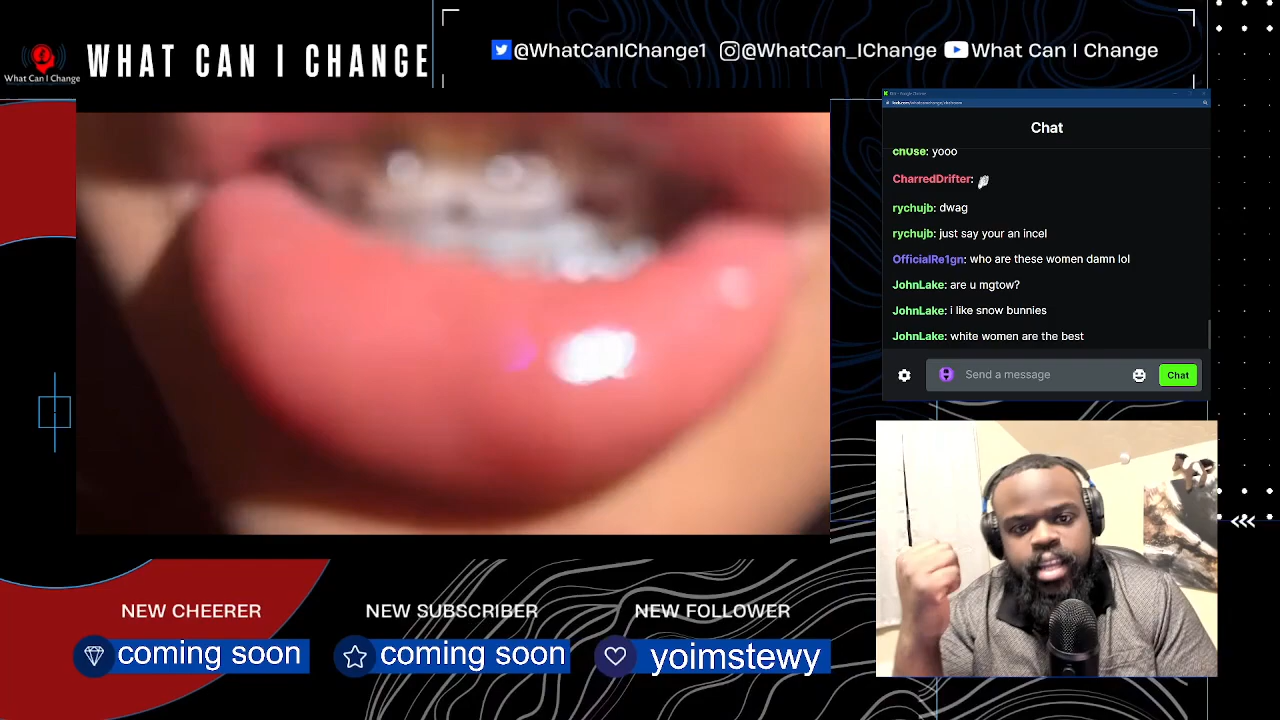 What Can I Change
WHAT CAN I CHANGE
@WhatCanIChange1 @WhatCan_IChange What Can I Change
Chat
chUse: yooo
CharredDrifter:
rychujb: dwag
rychujb: just say your an incel
OfficialRe1gn: who are these women damn lol
JohnLake: are u mgtow?
JohnLake: i like snow bunnies
JohnLake: white women are the best
Send a message
Chat
NEW CHEERER
NEW SUBSCRIBER
NEW FOLLOWER
coming soon
coming soon
yoimstewy